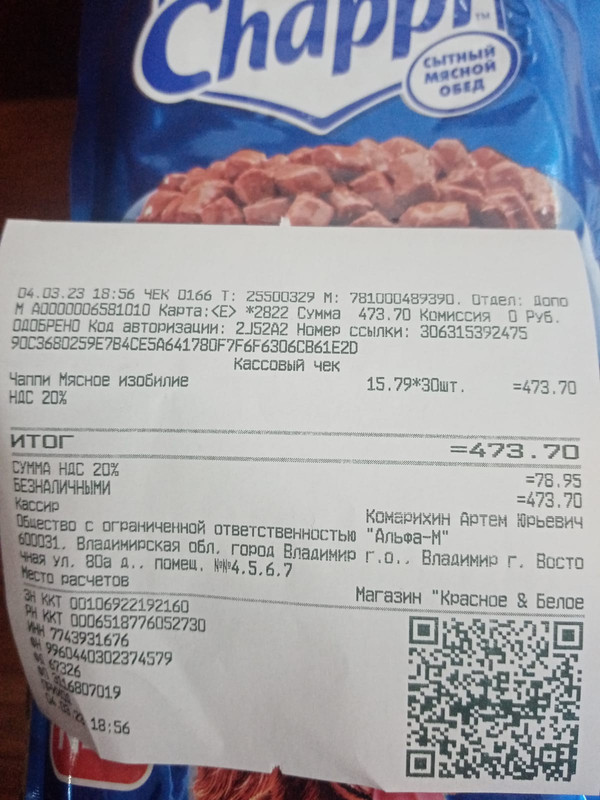 Chappi
TM
СЫТНЫЙ
МЯСНОЙ
ОБЕД
04.03.23 18:56 ЧЕК 0166 Т: 25500329 М: 781000489390. Отдел: Допо
М A0000006581010 Карта:<E> *2822 Сумма 473.70 Комиссия 0 Руб.
ОДОБРЕНО Код авторизации: 2J52A2 Номер ссылки: 306315392475
90C3680259E7B4CE5A641780F7F6F6306CB61E2D
Кассовый чек
Чаппи Мясное изобилие 15.79*30шт. =473.70
НДС 20%
ИТОГ =473.70
СУММА НДС 20% =78.95
БЕЗНАЛИЧНЫМИ =473.70
Кассир Комарихин Артем Юрьевич
Общество с ограниченной ответственностью "Альфа-М"
600031, Владимирская обл, город Владимир г.о., Владимир г, Восто
чная ул, 80а д., помещ. №№4,5,6,7
Место расчетов Магазин "Красное & Белое
ЗН ККТ 00106922192160
РН ККТ 0006518776052730
ИНН 7743931676
ФН 9960440302374579
67326
6807019
18:56